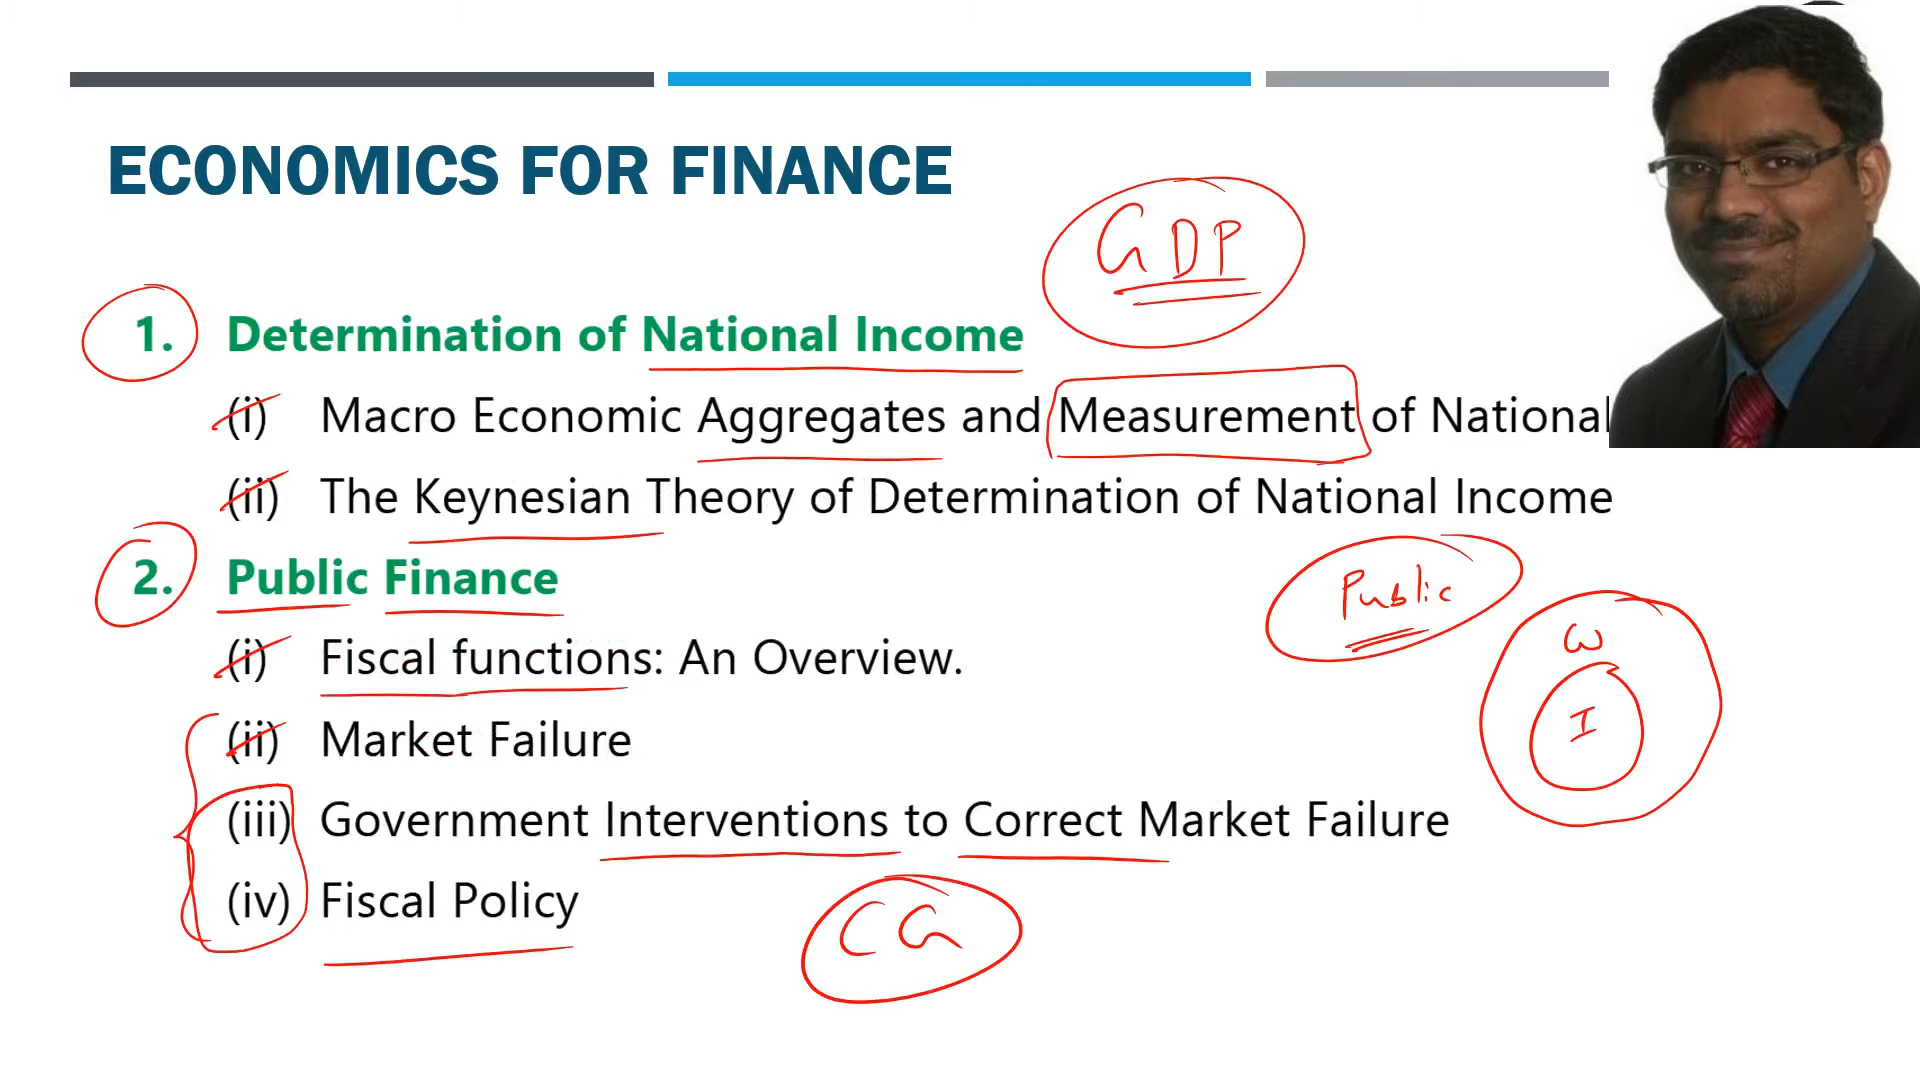 ECONOMICS FOR FINANCE
GDP
1. Determination of National Income
(i) Macro Economic Aggregates and Measurement of National
(ii) The Keynesian Theory of Determination of National Income
2. Public Finance
Public
(i) Fiscal functions: An Overview.
W
I
(ii) Market Failure
(iii) Government Interventions to Correct Market Failure
(iv) Fiscal Policy
CG